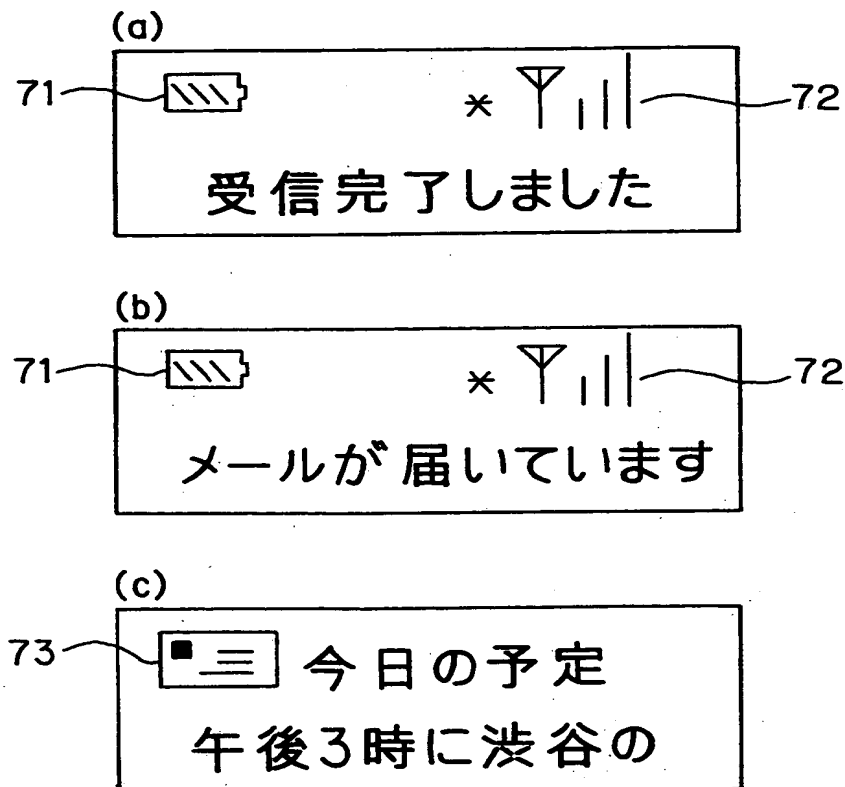 (a)
71
72
* 
受信完了しました
(b)
71
72
*
メールが届いています
(c)
73
今日の予定
午後3時に渋谷の